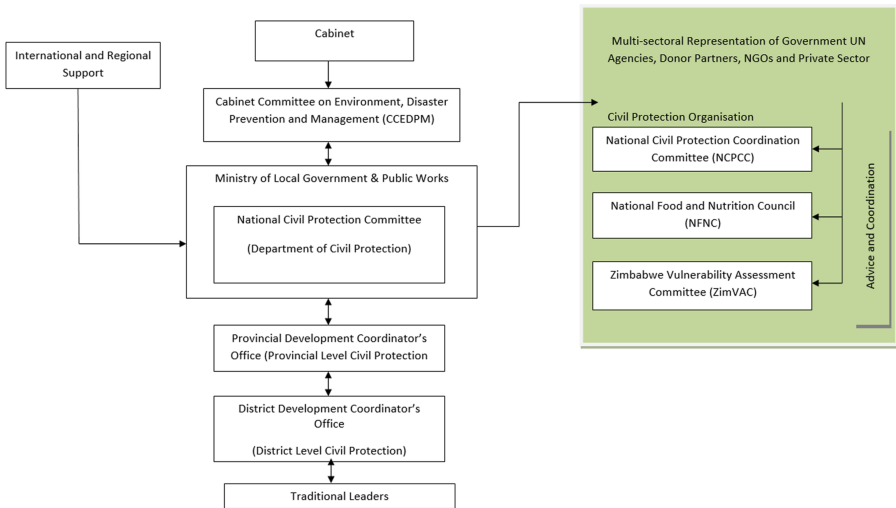 Cabinet
International and Regional
Support
Cabinet Committee on Environment, Disaster
Prevention and Management (CCEDPM)
Ministry of Local Government & Public Works
National Civil Protection Committee
(Department of Civil Protection)
Provincial Development Coordinator's
Office (Provincial Level Civil Protection
District Development Coordinator's
Office
(District Level Civil Protection)
Traditional Leaders
Multi-sectoral Representation of Government UN
Agencies, Donor Partners, NGOs and Private Sector
Civil Protection Organisation
National Civil Protection Coordination
Committee (NCPCC)
National Food and Nutrition Council
(NFNC)
Zimbabwe Vulnerability Assessment
Committee (ZimVAC)
Advice and Coordination